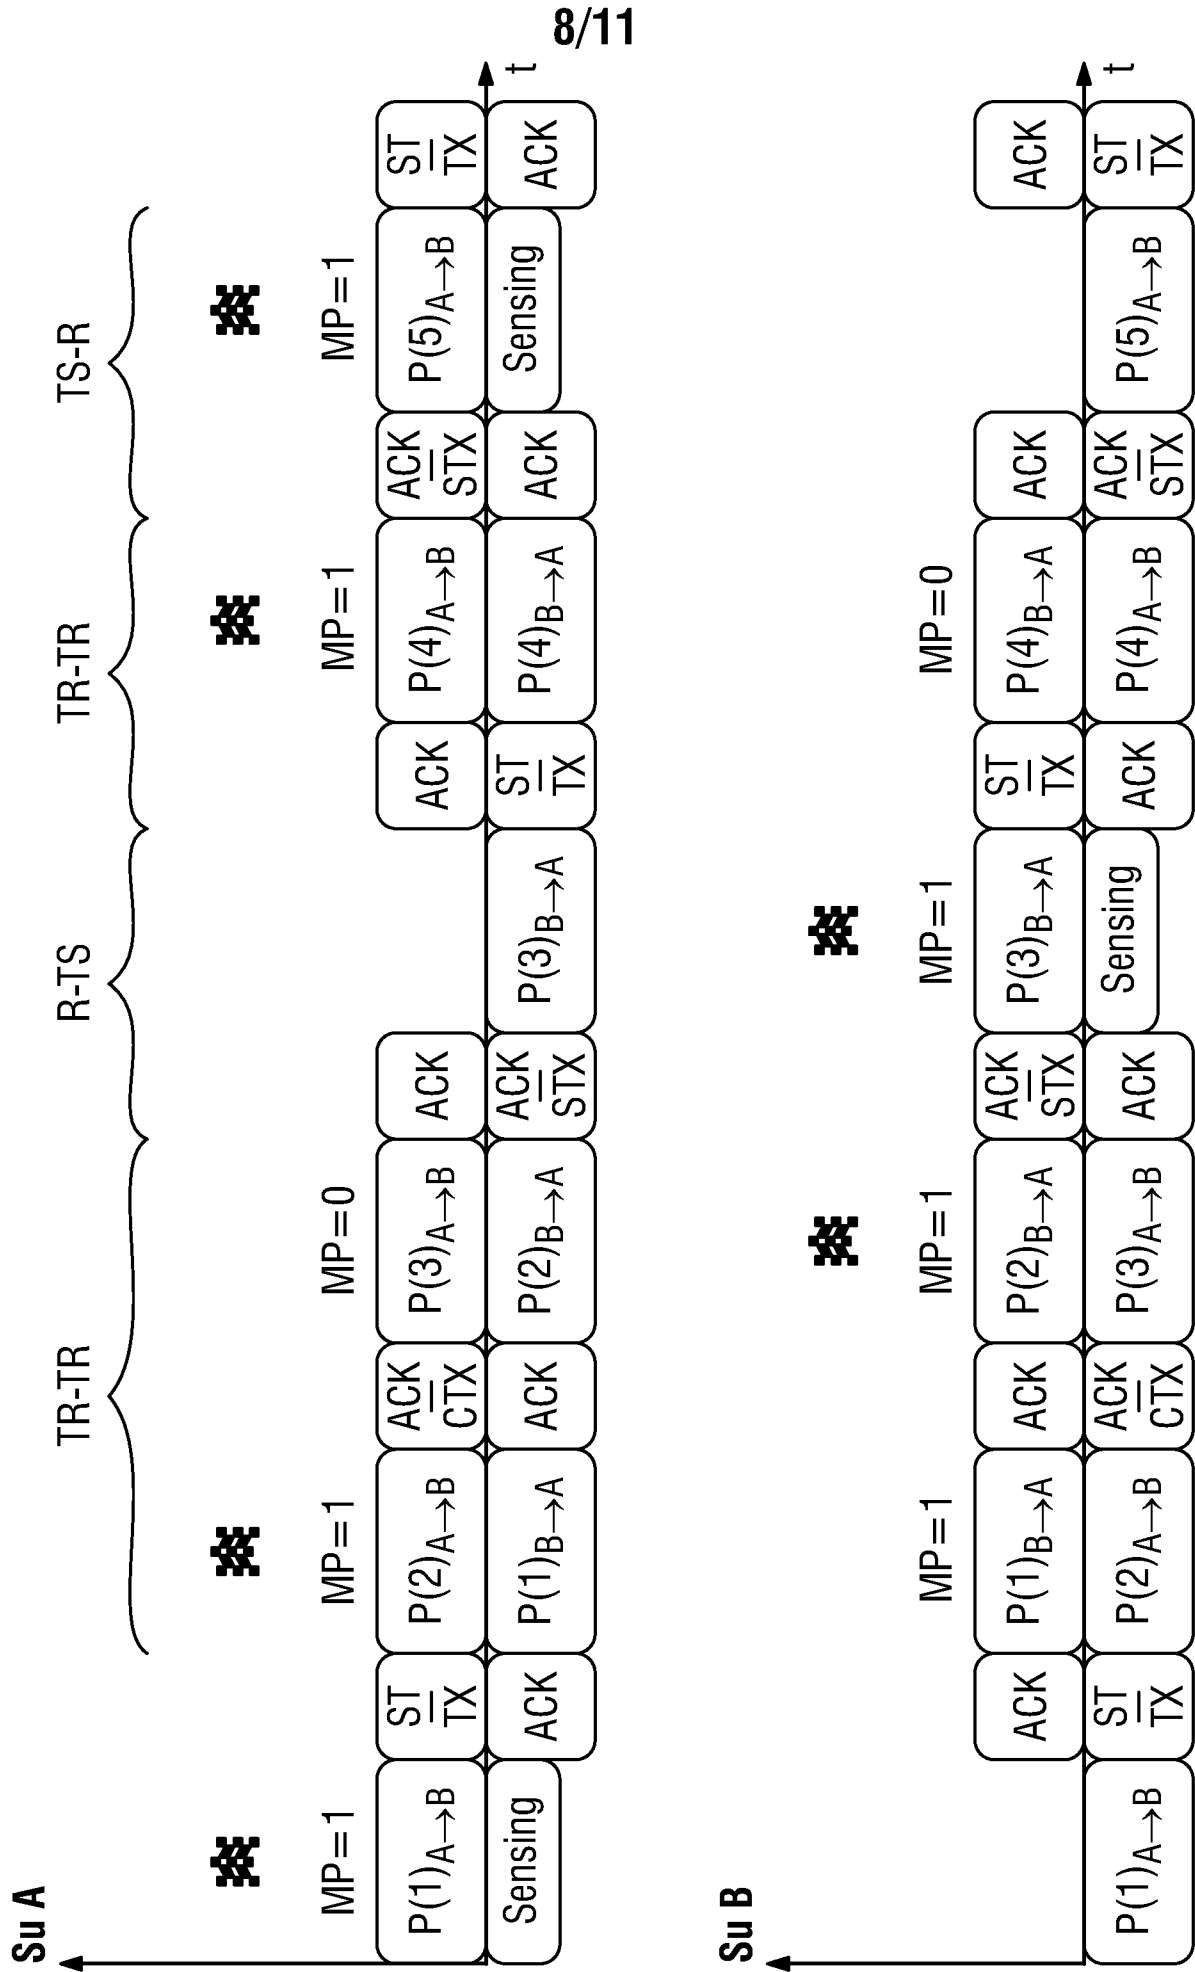 8/11
Su A
TR-TR
R-TS
TR-TR
TS-R
MP=1
MP=1
MP=0
MP=1
MP=1
P(1)A→B
ST
TX
P(2)A→B
ACK
CTX
P(3)A→B
ACK
ACK
P(4)A→B
ACK
STX
P(5)A→B
ST
TX
t
Sensing
ACK
P(1)B→A
ACK
P(2)B→A
ACK
STX
P(3)B→A
ST
TX
P(4)B→A
ACK
Sensing
ACK
Su B
MP=1
MP=1
MP=1
MP=0
ACK
P(1)B→A
ACK
P(2)B→A
ACK
STX
P(3)B→A
ST
TX
P(4)B→A
ACK
ACK
t
P(1)A→B
ST
TX
P(2)A→B
ACK
CTX
P(3)A→B
ACK
Sensing
ACK
P(4)A→B
ACK
STX
P(5)A→B
ST
TX